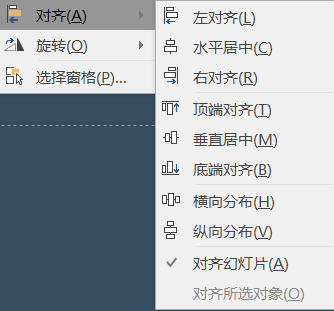 对齐(A)
旋转(O)
选择窗格(P)...
左对齐(L)
水平居中(C)
右对齐(R)
顶端对齐(T)
垂直居中(M)
底端对齐(B)
横向分布(H)
纵向分布(V)
对齐幻灯片(A)
对齐所选对象(O)